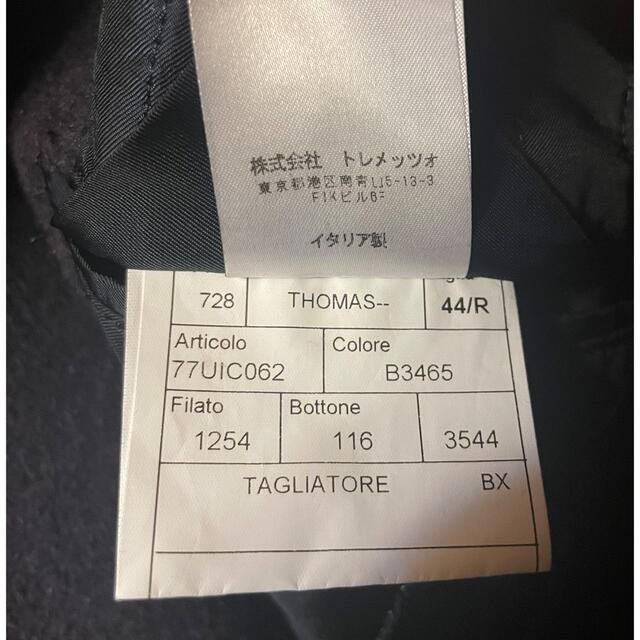 株式会社 トレメッツォ
東京都港区南青山5-13-3
FIKビル6F
イタリア製
728 THOMAS-- 44/R
Articolo Colore
77UIC062 B3465
Filato Bottone
1254 116 3544
TAGLIATORE BX